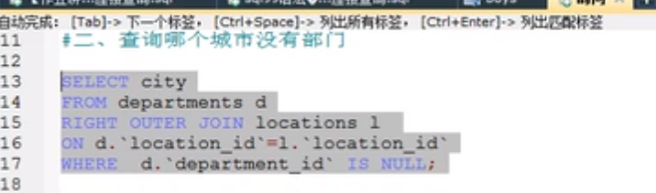 自动完成: [Tab]-> 下一个标签, [Ctrl+Space]-> 列出所有标签, [Ctrl+Enter]-> 列出匹配标签
11 #二、查询哪个城市没有部门
12
13 SELECT city
14 FROM departments d
15 RIGHT OUTER JOIN locations l
16 ON d.`location_id`=l.`location_id`
17 WHERE d.`department_id` IS NULL;
18